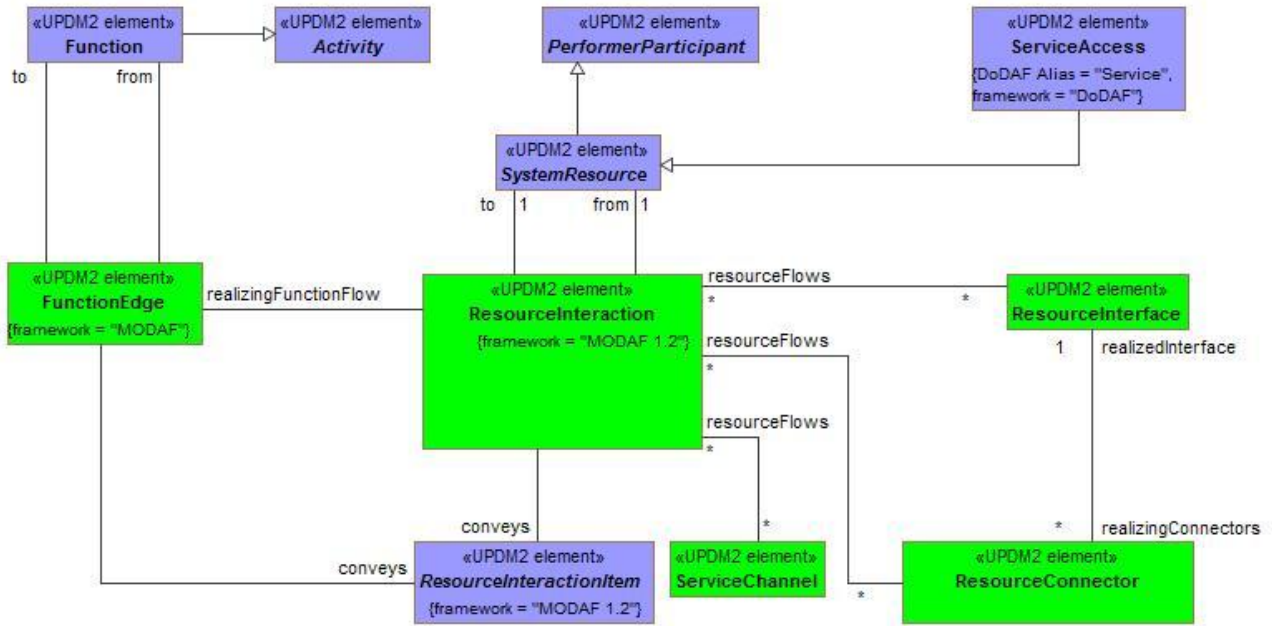 «UPDM2 element»
Function
«UPDM2 element»
Activity
«UPDM2 element»
PerformerParticipant
«UPDM2 element»
ServiceAccess
{DoDAF Alias = "Service",
framework = "DoDAF"}
to
from
«UPDM2 element»
SystemResource
to
1
from
1
«UPDM2 element»
FunctionEdge
{framework = "MODAF"}
realizingFunctionFlow
«UPDM2 element»
ResourceInteraction
{framework = "MODAF 1.2"}
resourceFlows
*
*
«UPDM2 element»
ResourceInterface
resourceFlows
*
1
realizedInterface
resourceFlows
*
conveys
*
*
realizingConnectors
conveys
«UPDM2 element»
ResourceInteractionItem
{framework = "MODAF 1.2"}
«UPDM2 element»
ServiceChannel
*
«UPDM2 element»
ResourceConnector